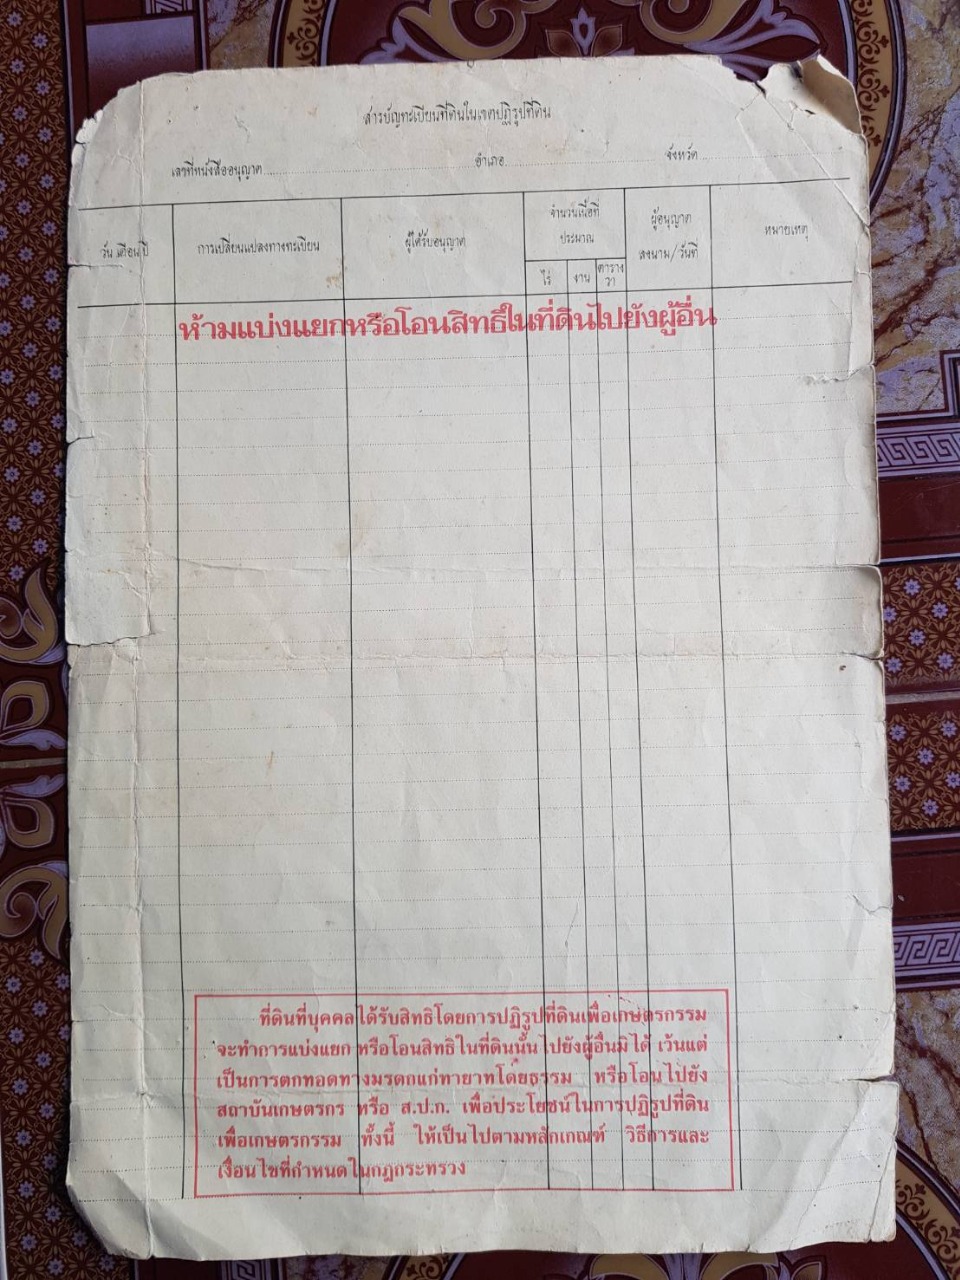 สารบัญทะเบียนที่ดินในเขตปฏิรูปที่ดิน
เลขที่หนังสืออนุญาต อำเภอ จังหวัด
วัน เดือน ปี การเปลี่ยนแปลงทางทะเบียน ผู้ได้รับอนุญาต จำนวนเนื้อที่ ประมาณ ผู้อนุญาต ลงนาม/วันที่ หมายเหตุ
ไร่ งาน ตาราง วา
ห้ามแบ่งแยกหรือโอนสิทธิในที่ดินไปยังผู้อื่น
ที่ดินที่บุคคลได้รับสิทธิโดยการปฏิรูปที่ดินเพื่อเกษตรกรรม
จะทำการแบ่งแยก หรือโอนสิทธิในที่ดินนั้นไปยังผู้อื่นมิได้ เว้นแต่
เป็นการตกทอดทางมรดกแก่ทายาทโดยธรรม หรือโอนไปยัง
สถาบันเกษตรกร หรือ ส.ป.ก. เพื่อประโยชน์ในการปฏิรูปที่ดิน
เพื่อเกษตรกรรม ทั้งนี้ ให้เป็นไปตามหลักเกณฑ์ วิธีการและ
เงื่อนไขที่กำหนดในกฎกระทรวง